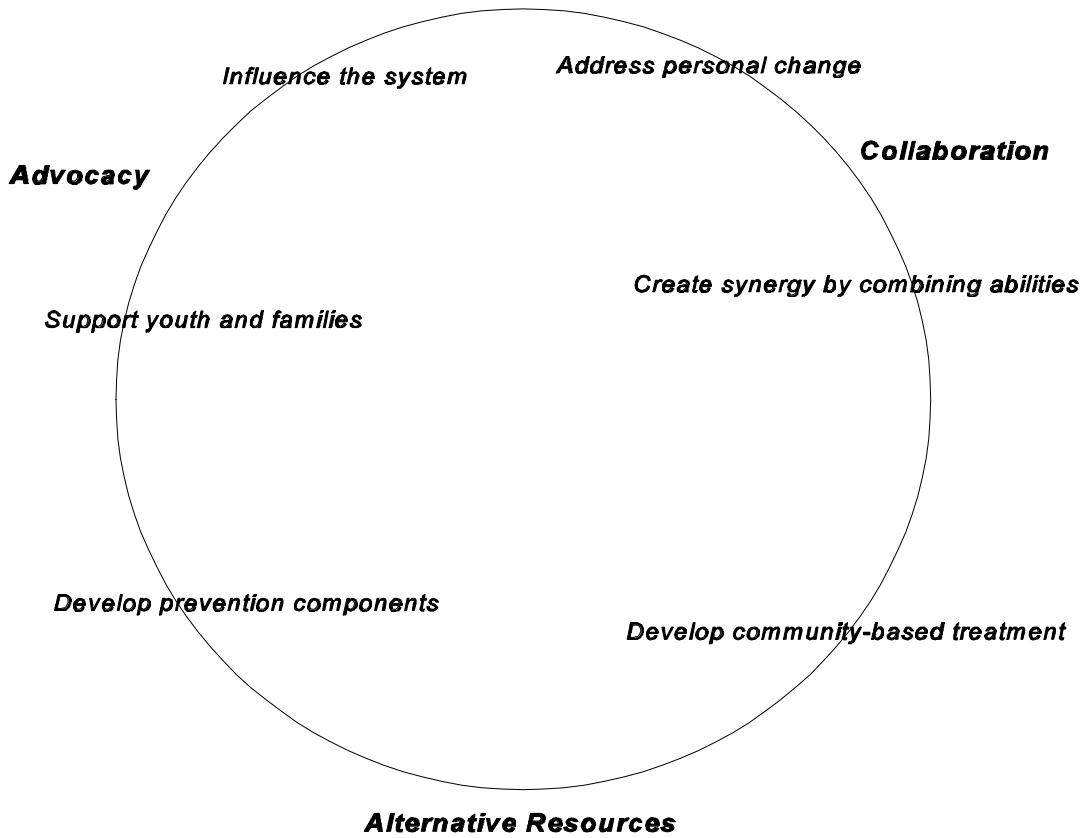 Influence the system
Address personal change
Collaboration
Advocacy
Create synergy by combining abilities
Support youth and families
Develop prevention components
Develop community-based treatment
Alternative Resources